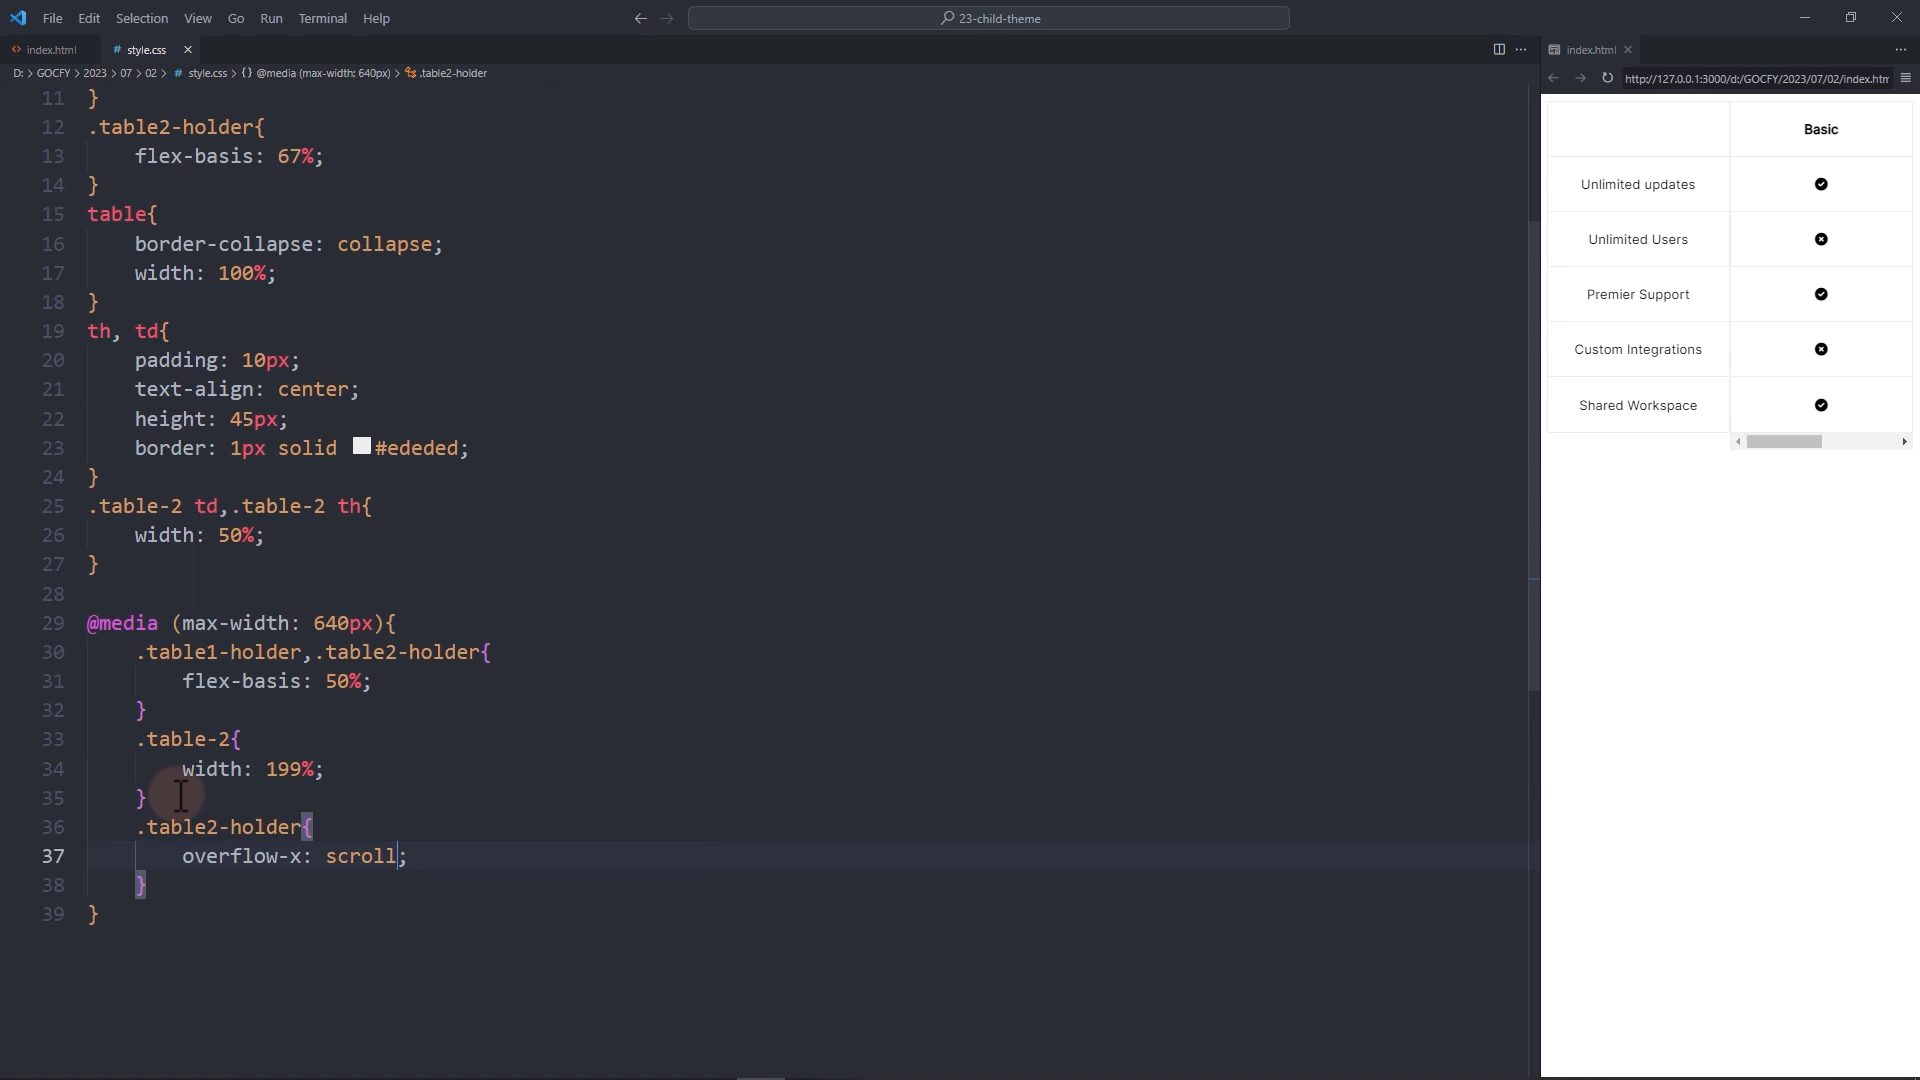 File Edit Selection View Go Run Terminal Help
23-child-theme
index.html
# style.css
D: > GOCFY > 2023 > 07 > 02 > # style.css > {} @media (max-width: 640px) > .table2-holder
11 }
12 .table2-holder{
13 flex-basis: 67%;
14 }
15 table{
16 border-collapse: collapse;
17 width: 100%;
18 }
19 th, td{
20 padding: 10px;
21 text-align: center;
22 height: 45px;
23 border: 1px solid #ededed;
24 }
25 .table-2 td,.table-2 th{
26 width: 50%;
27 }
28
29 @media (max-width: 640px){
30 .table1-holder,.table2-holder{
31 flex-basis: 50%;
32 }
33 .table-2{
34 width: 199%;
35 }
36 .table2-holder{
37 overflow-x: scroll;
38 }
39 }
index.html
http://127.0.0.1:3000/d:/GOCFY/2023/07/02/index.htm
Basic
Unlimited updates
Unlimited Users
Premier Support
Custom Integrations
Shared Workspace